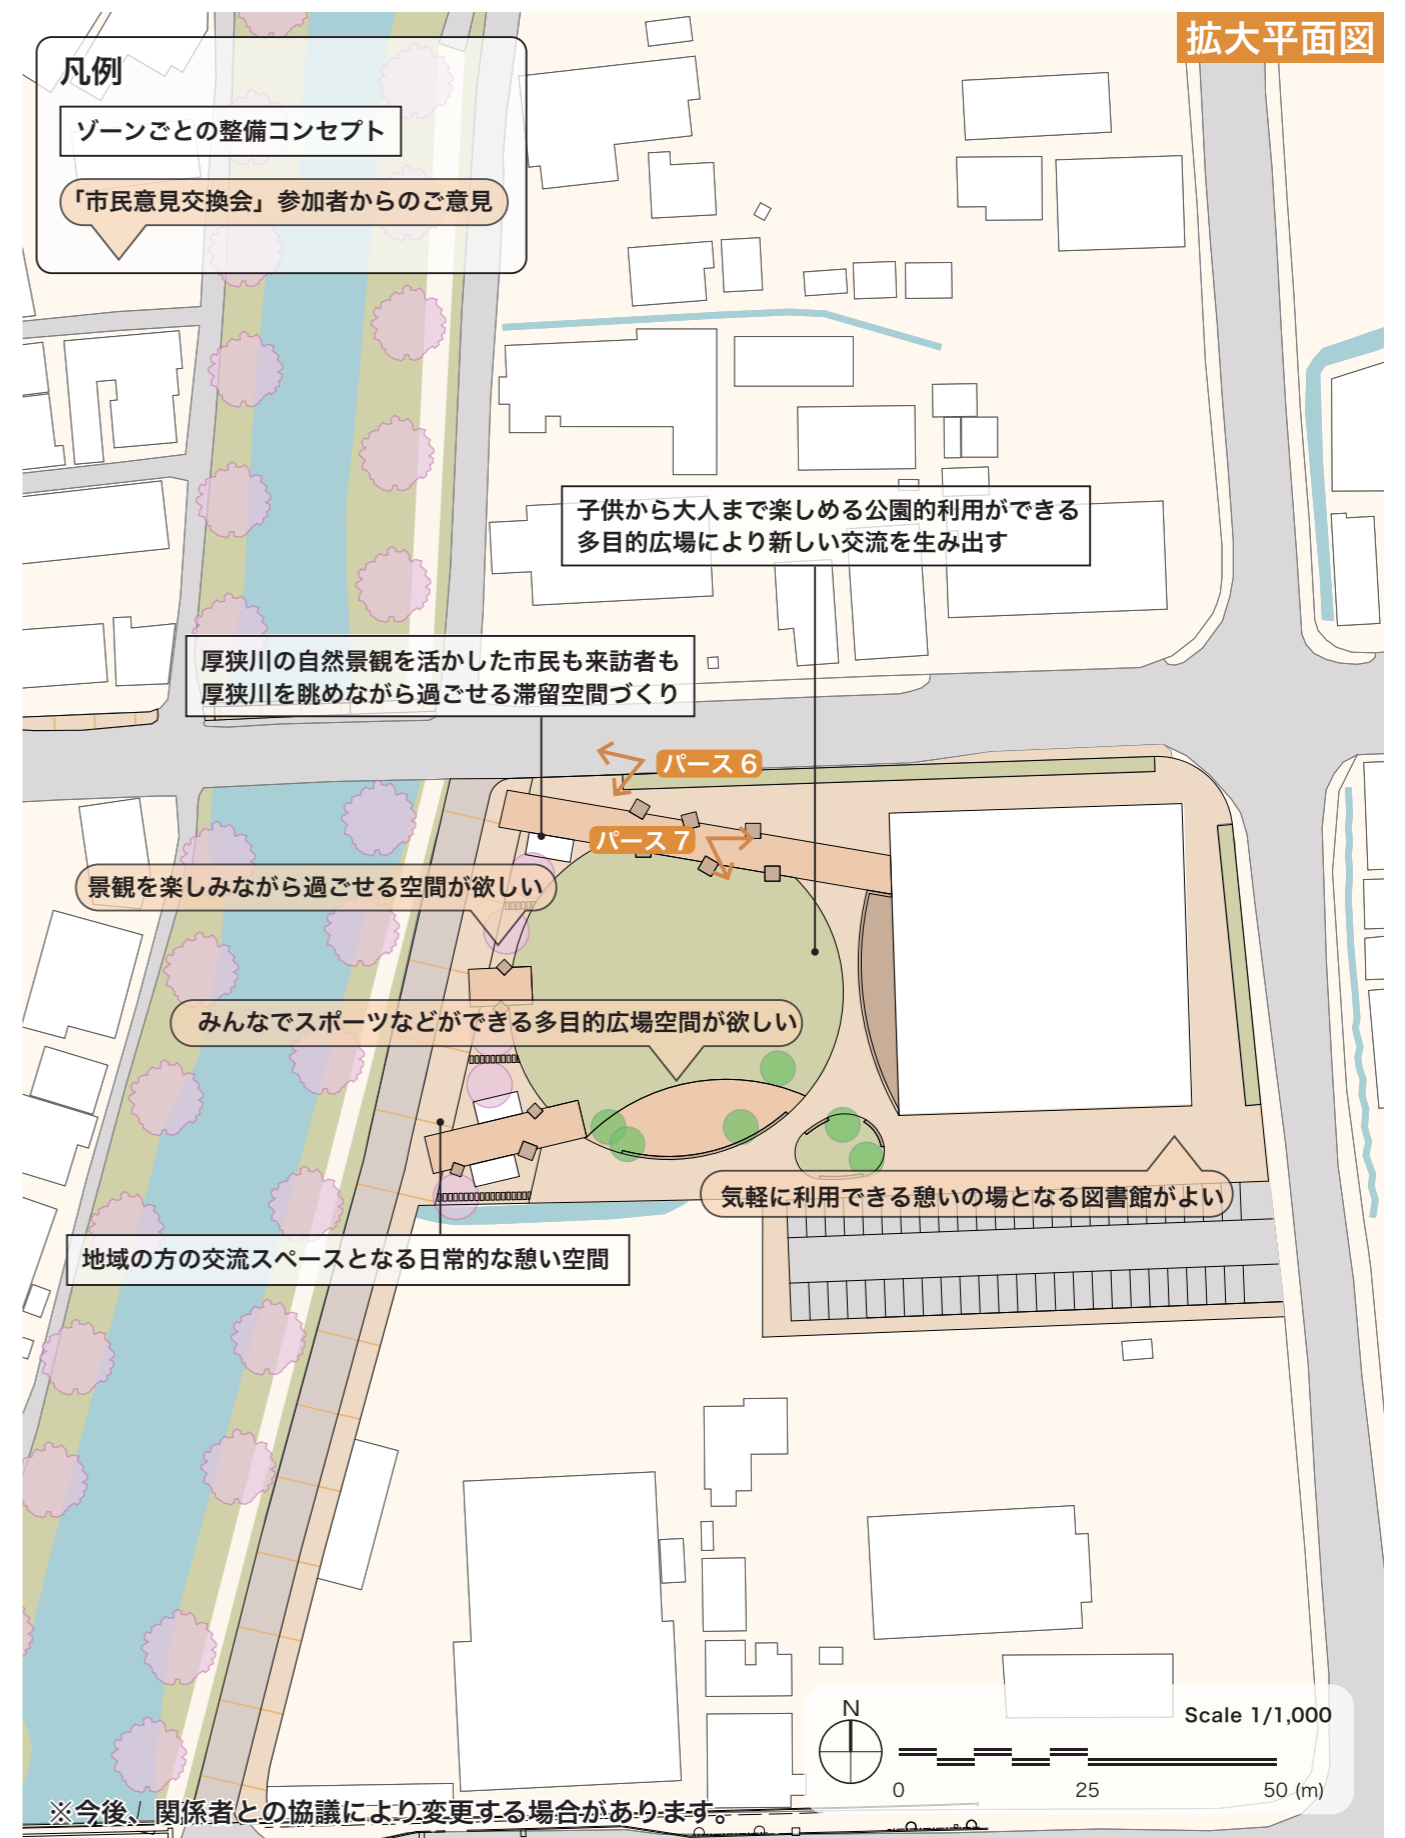 拡大平面図
凡例
ゾーンごとの整備コンセプト
「市民意見交換会」参加者からのご意見
子供から大人まで楽しめる公園的利用ができる
多目的広場により新しい交流を生み出す
厚狭川の自然景観を活かした市民も来訪者も
厚狭川を眺めながら過ごせる滞留空間づくり
パース6
パース7
景観を楽しみながら過ごせる空間が欲しい
みんなでスポーツなどができる多目的広場空間が欲しい
気軽に利用できる憩いの場となる図書館がよい
地域の方の交流スペースとなる日常的な憩い空間
N
Scale 1/1,000
0 25 50 (m)
※今後、関係者との協議により変更する場合があります。